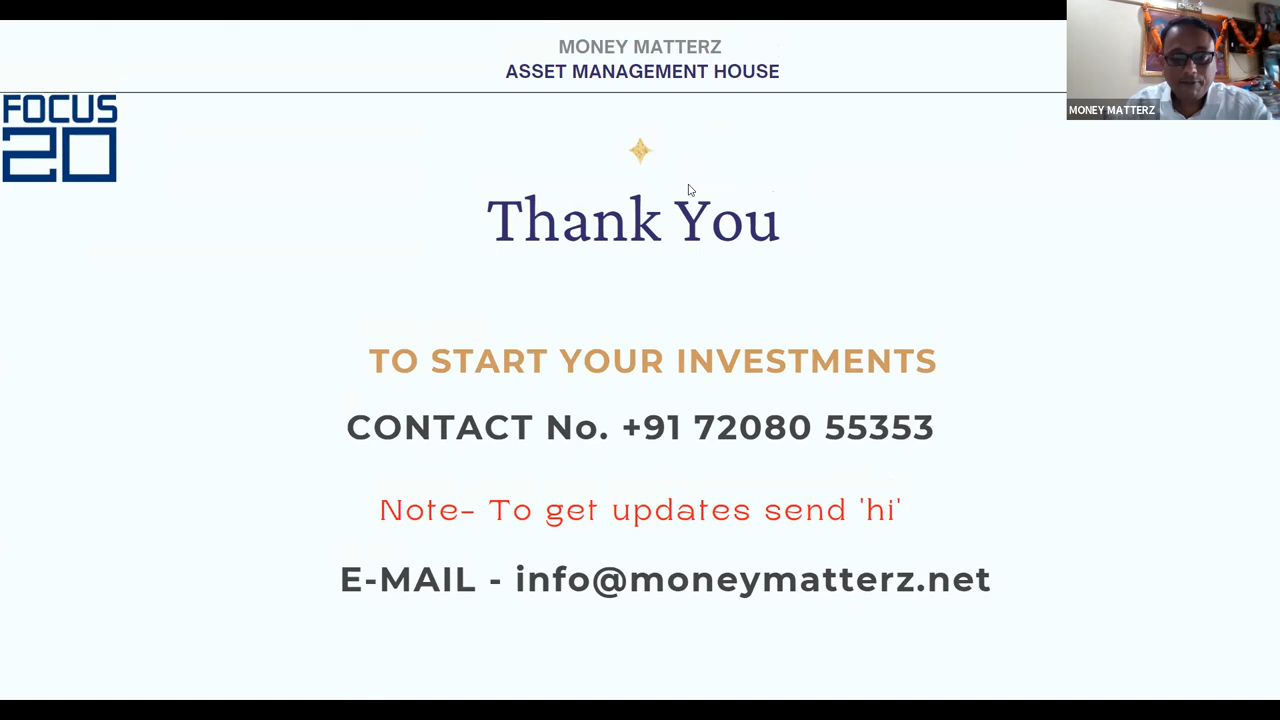 MONEY MATTERZ
ASSET MANAGEMENT HOUSE
MONEY MATTERZ
FOCUS
20
Thank You
TO START YOUR INVESTMENTS
CONTACT No. +91 72080 55353
Note- To get updates send 'hi'
E-MAIL - info@moneymatterz.net